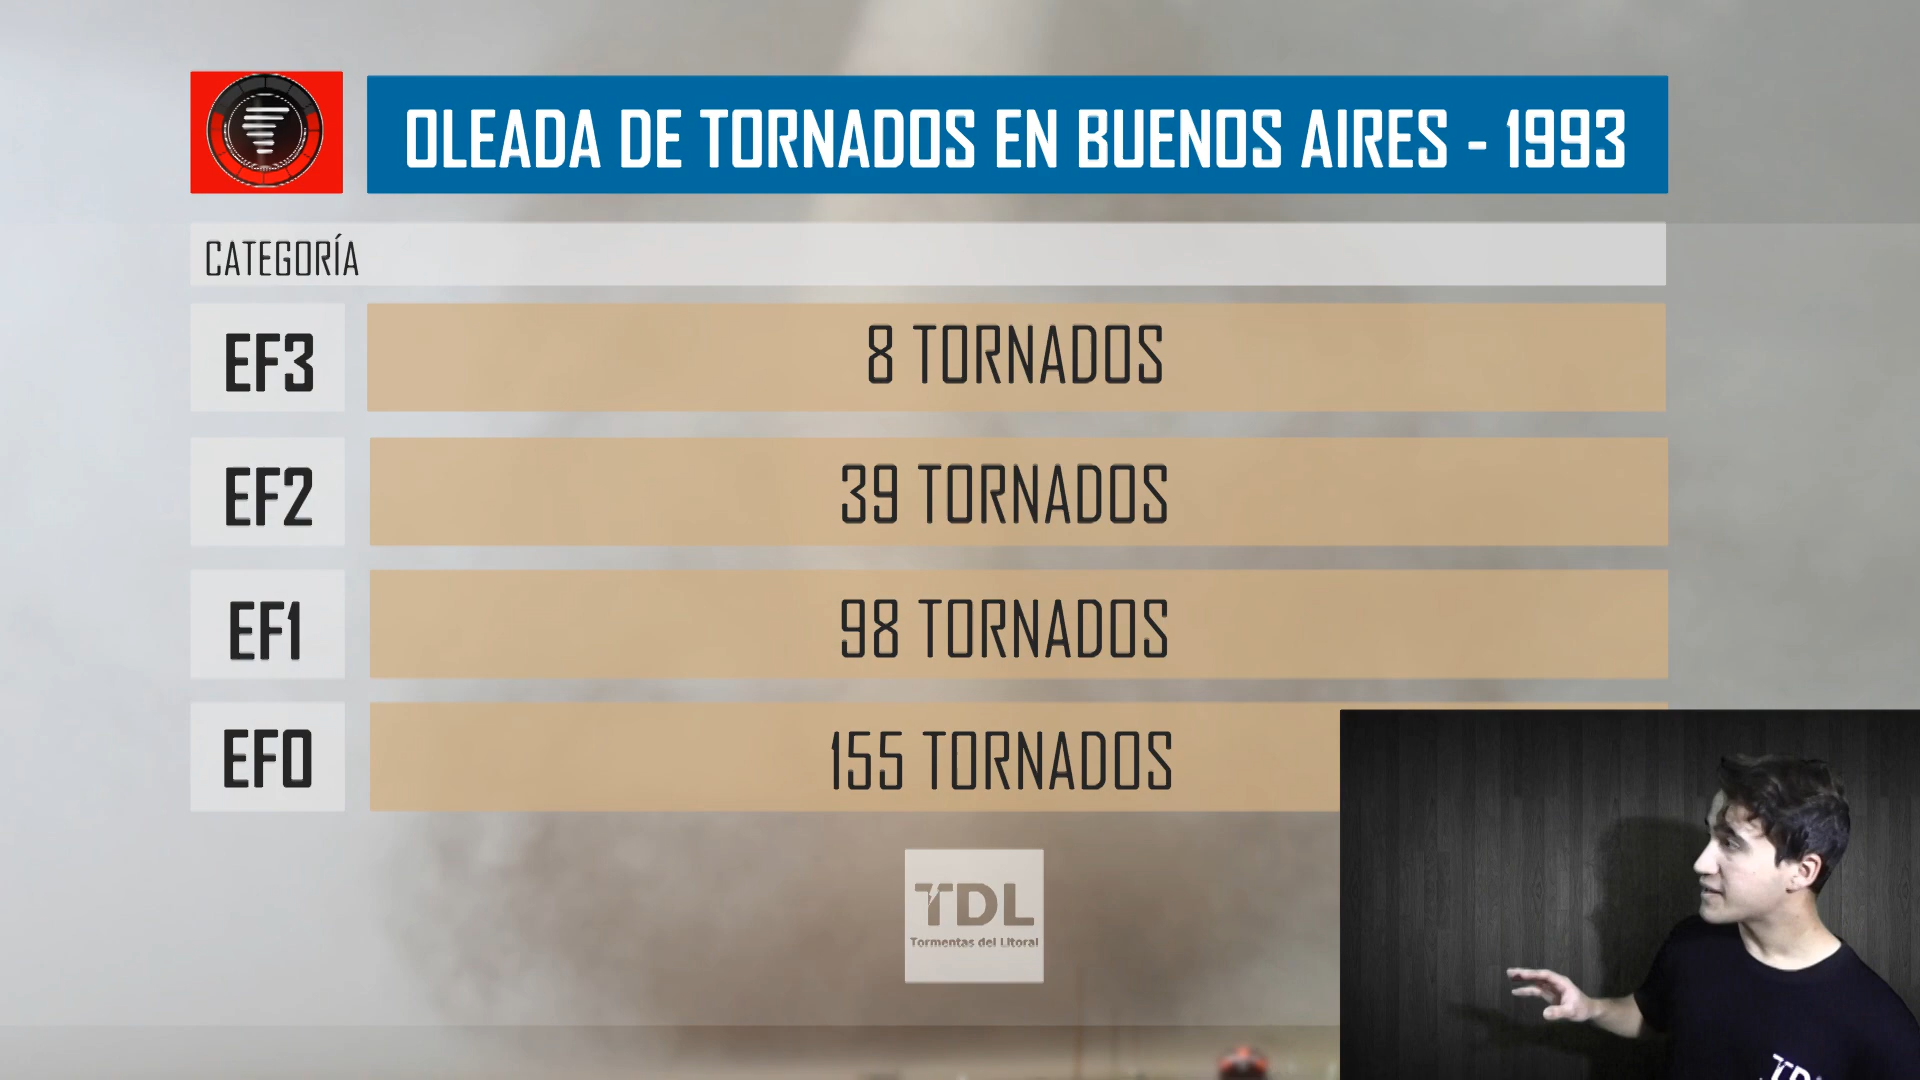 OLEADA DE TORNADOS EN BUENOS AIRES - 1993
CATEGORÍA
EF3 8 TORNADOS
EF2 39 TORNADOS
EF1 98 TORNADOS
EF0 155 TORNADOS
TDL
Tormentas del Litoral
TDL